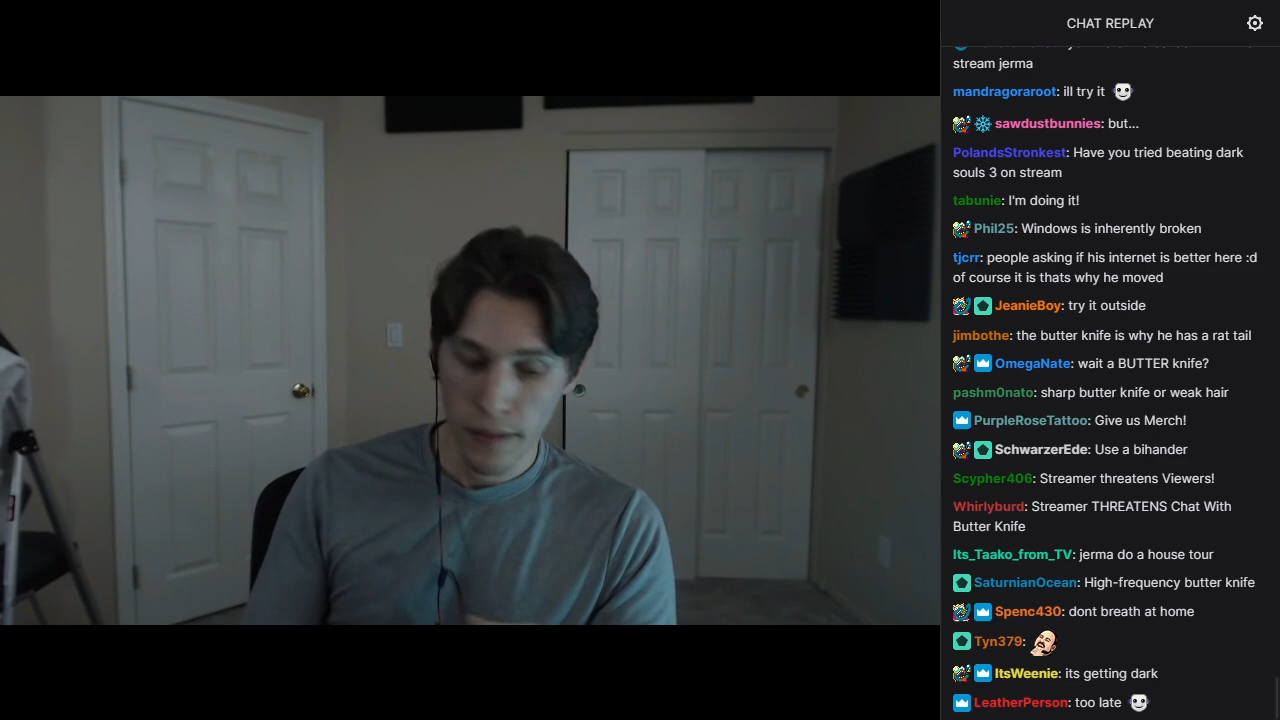 CHAT REPLAY
stream jerma
mandragoraroot: ill try it
sawdustbunnies: but...
PolandsStronkest: Have you tried beating dark
souls 3 on stream
tabunie: I'm doing it!
Phil25: Windows is inherently broken
tjcrr: people asking if his internet is better here :d
of course it is thats why he moved
JeanieBoy: try it outside
jimbothe: the butter knife is why he has a rat tail
OmegaNate: wait a BUTTER knife?
pashm0nato: sharp butter knife or weak hair
PurpleRoseTattoo: Give us Merch!
SchwarzerEde: Use a bihander
Scypher406: Streamer threatens Viewers!
Whirlyburd: Streamer THREATENS Chat With
Butter Knife
Its_Taako_from_TV: jerma do a house tour
SaturnianOcean: High-frequency butter knife
Spenc430: dont breath at home
Tyn379:
ItsWeenie: its getting dark
LeatherPerson: too late